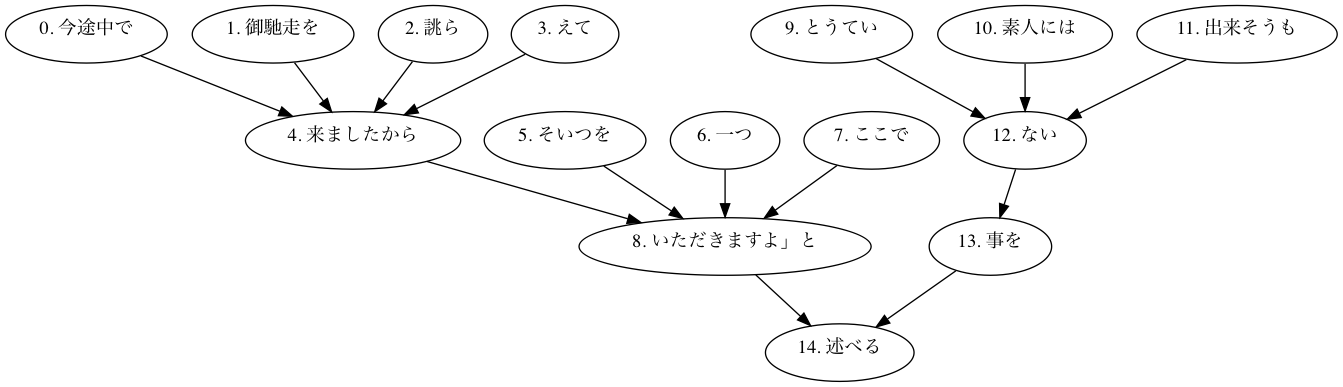 0. 今途中で
1. 御馳走を
2. 誂ら
3. えて
9. とうてい
10. 素人には
11. 出来そうも
4. 来ましたから
5. そいつを
6. 一つ
7. ここで
12. ない
8. いただきますよ」と
13. 事を
14. 述べる